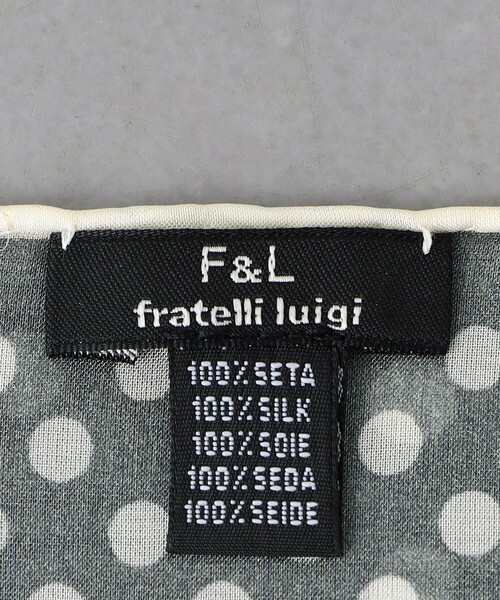 F&L
fratelli luigi
100%SETA
100%SILK
100%SOIE
100%SEDA
100%SEIDE